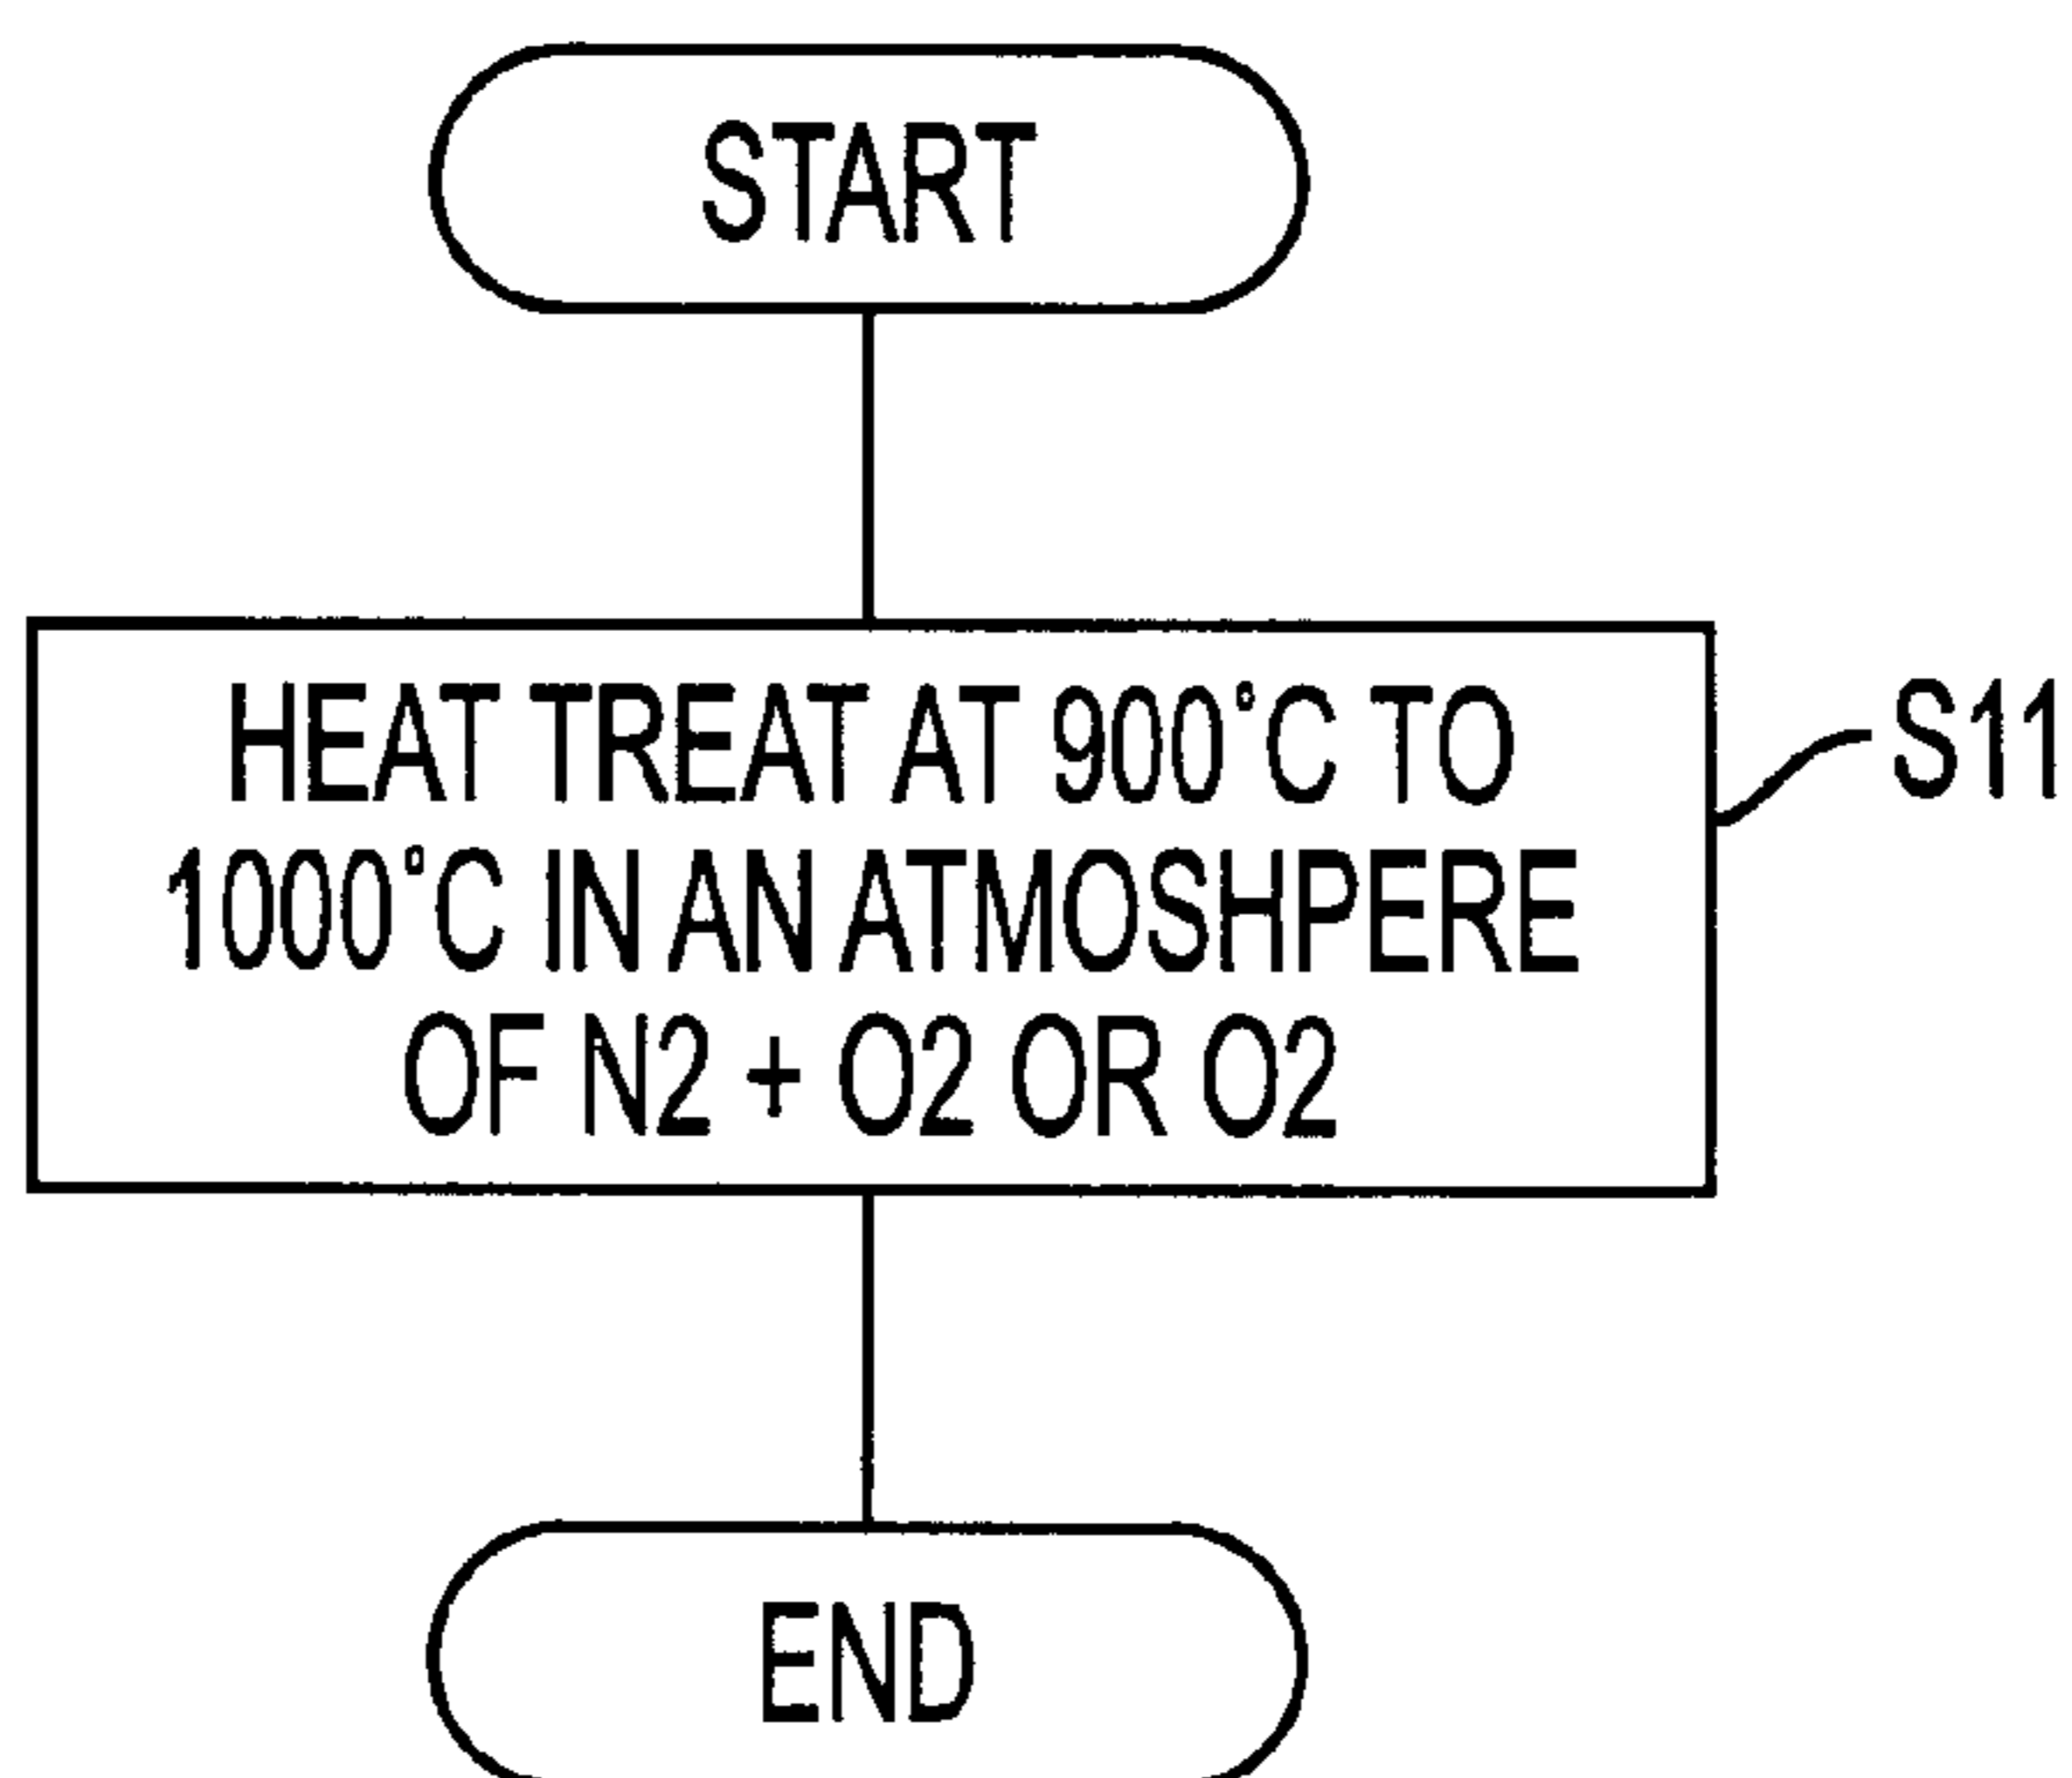 START
HEAT TREAT AT 900°C TO
1000°C IN AN ATMOSHPERE
OF N2 + O2 OR O2
S11
END